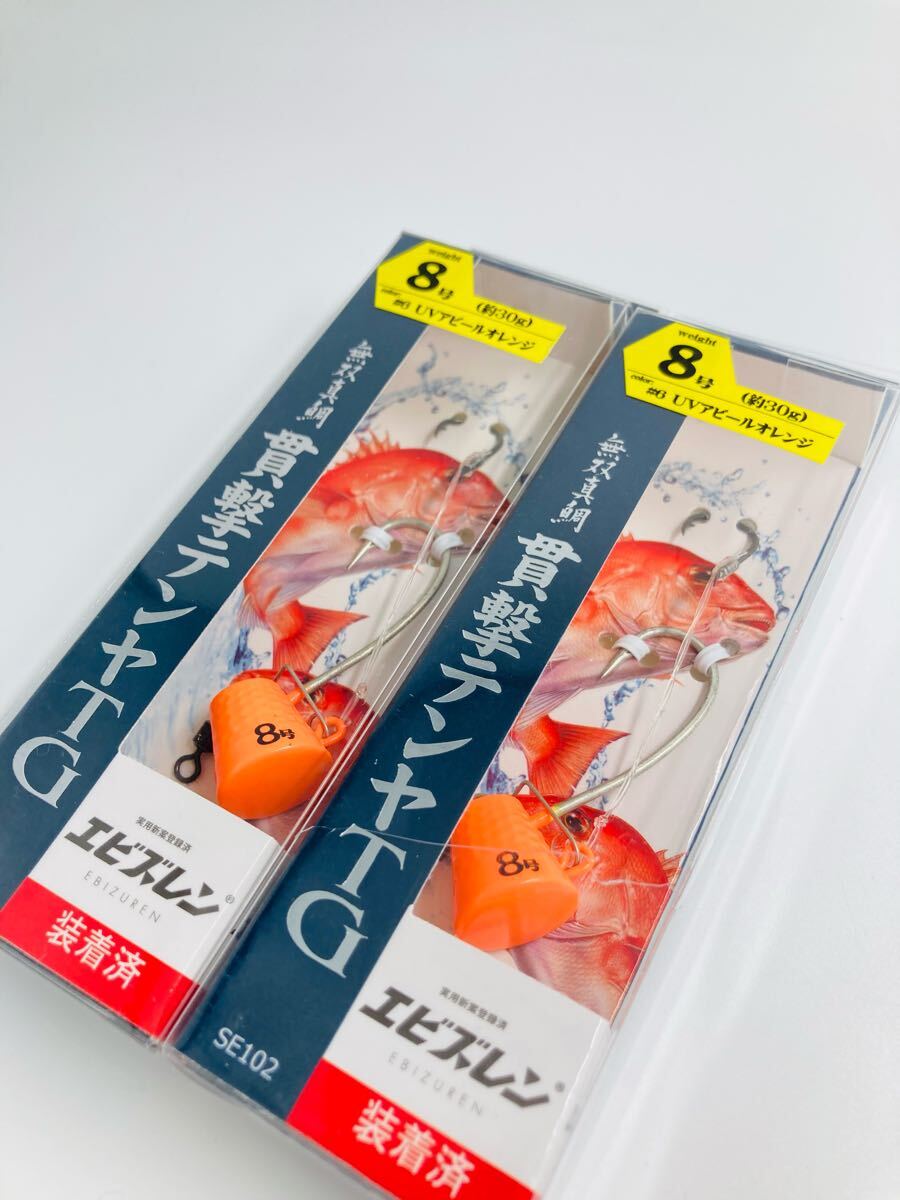 weight
8号 (約30g)
color: #6 UVアピールオレンジ
無双真鯛
貫撃テンヤTG
8号
実用新案登録済
エビズレン®
EBIZUREN
装着済
weight
8号 (約30g)
color: #6 UVアピールオレンジ
無双真鯛
貫撃テンヤTG
8号
実用新案登録済
エビズレン®
EBIZUREN
装着済
SE102